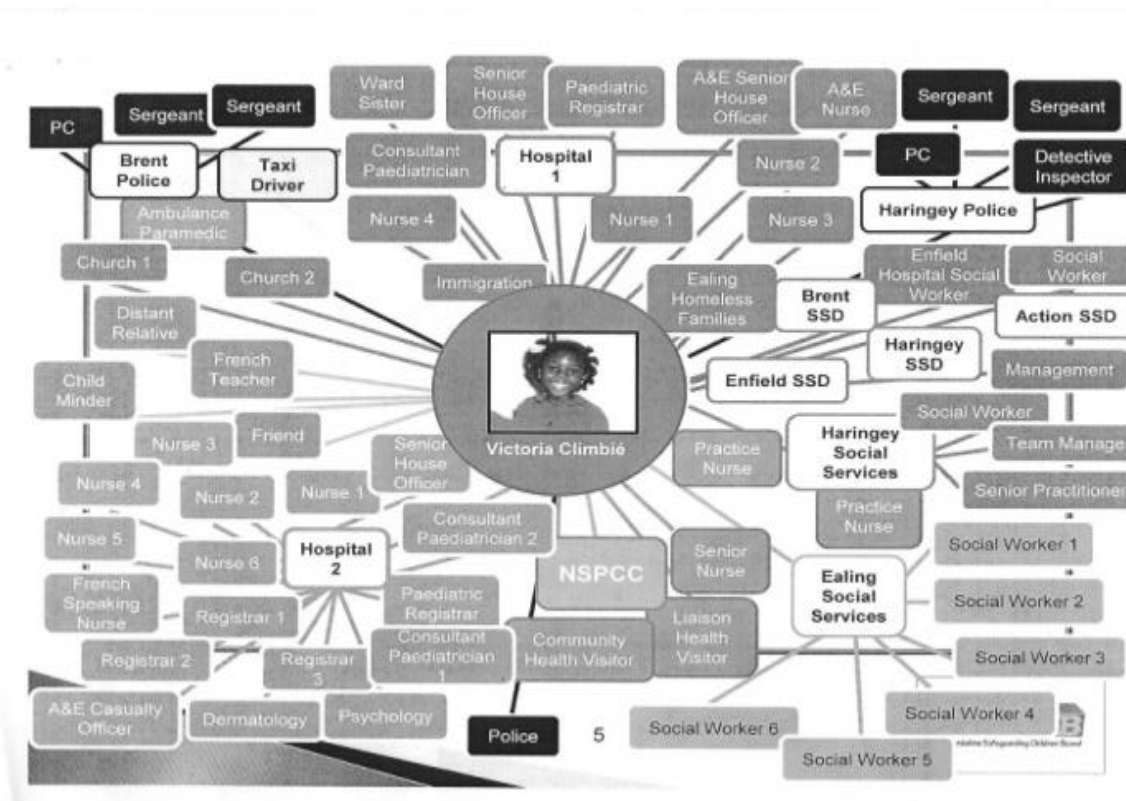 Ward
Sister
Senior
House
Officer
Paediatric
Registrar
A&E Senior
House
Officer
A&E
Nurse
Sergeant
Sergeant
PC
Sergeant
Sergeant
Brent
Police
Taxi
Driver
Consultant
Paediatrician
Hospital
1
Nurse 2
PC
Detective
Inspector
Ambulance
Paramedic
Nurse 4
Nurse 1
Nurse 3
Haringey Police
Church 1
Church 2
Immigration
Ealing
Homeless
Families
Brent
SSD
Enfield
Hospital Social
Worker
Social
Worker
Distant
Relative
Action SSD
French
Teacher
Haringey
SSD
Child
Minder
Enfield SSD
Management
Victoria Climbié
Nurse 3
Friend
Senior
House
Officer
Practice
Nurse
Haringey
Social
Services
Social Worker
Team Manage
Nurse 4
Nurse 2
Nurse 1
Senior Practitioner
Practice
Nurse
Nurse 5
Hospital
2
Consultant
Paediatrician 2
Nurse 6
NSPCC
Senior
Nurse
Ealing
Social
Services
Social Worker 1
French
Speaking
Nurse
Registrar 1
Paediatric
Registrar
Social Worker 2
Registrar 2
Registrar
3
Consultant
Paediatrician
1
Community
Health Visitor
Liaison
Health
Visitor
Social Worker 3
A&E Casualty
Officer
Dermatology
Psychology
Police
5
Social Worker 6
Social Worker 4
Social Worker 5
Safeguarding Children Board